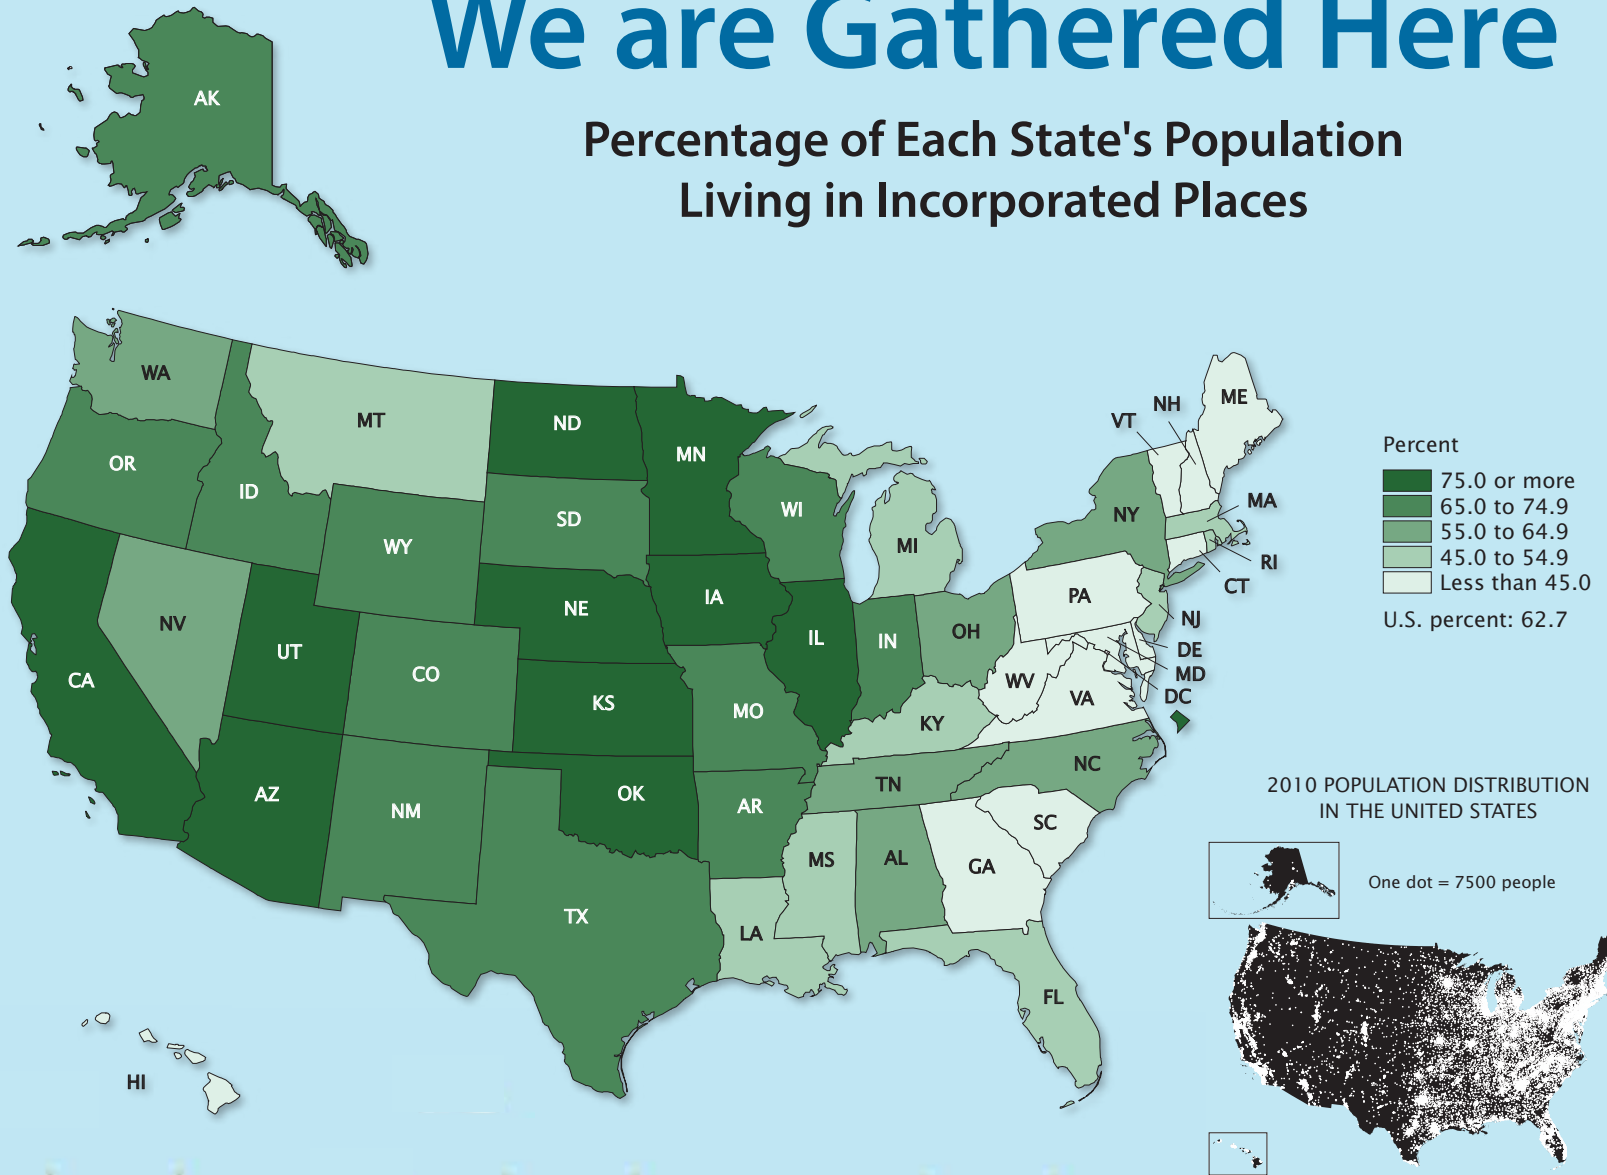 We are Gathered Here
Percentage of Each State's Population
Living in Incorporated Places
AK
WA
MT
ND
MN
OR
ID
WY
SD
WI
MI
NY
VT
NH
ME
MA
RI
CT
NJ
DE
MD
DC
PA
NV
UT
CO
NE
IA
IL
IN
OH
WV
VA
CA
KS
MO
KY
NC
TN
AZ
NM
OK
AR
SC
GA
AL
MS
TX
LA
FL
HI
Percent
75.0 or more
65.0 to 74.9
55.0 to 64.9
45.0 to 54.9
Less than 45.0
U.S. percent: 62.7
2010 POPULATION DISTRIBUTION
IN THE UNITED STATES
One dot = 7500 people